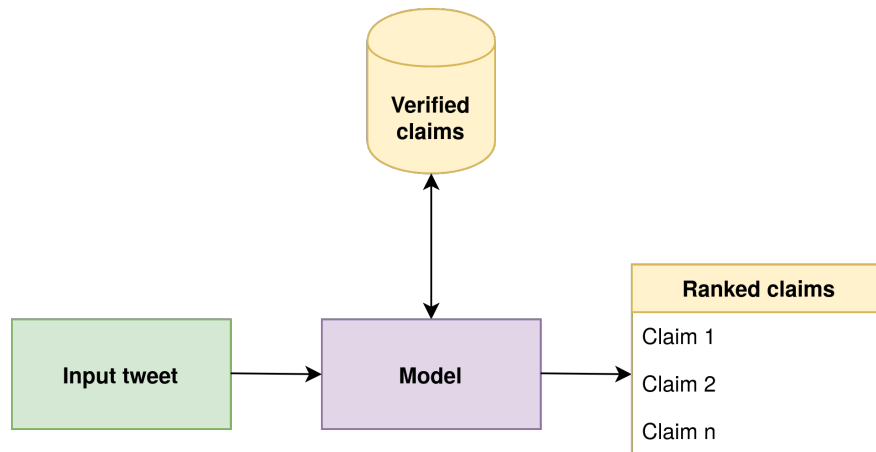 Verified
claims
Input tweet
Model
Ranked claims
Claim 1
Claim 2
Claim n